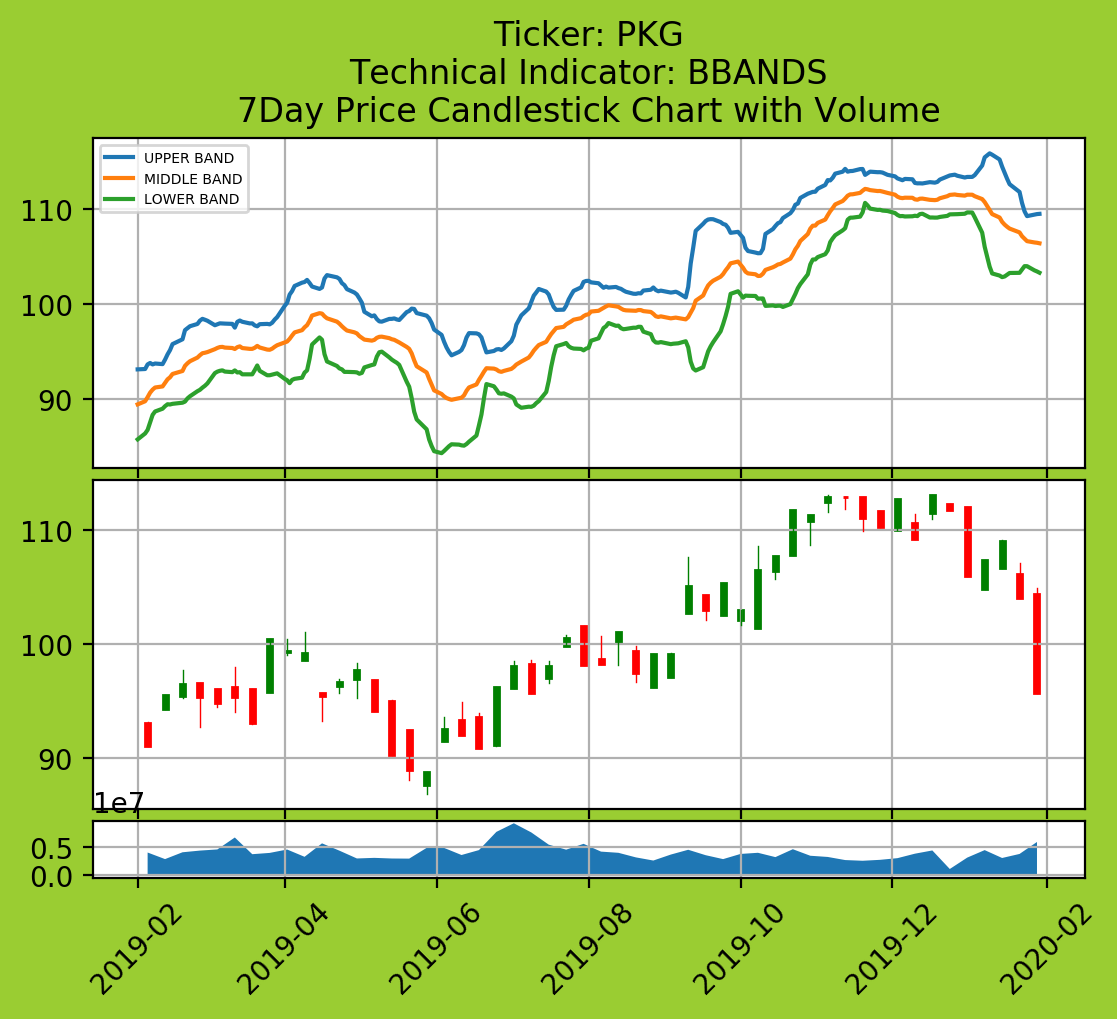 Ticker: PKG
Technical Indicator: BBANDS
7Day Price Candlestick Chart with Volume
UPPER BAND
MIDDLE BAND
LOWER BAND
110
100
90
110
100
90
1e7
0.5
0.0
2019-02
2019-04
2019-06
2019-08
2019-10
2019-12
2020-02